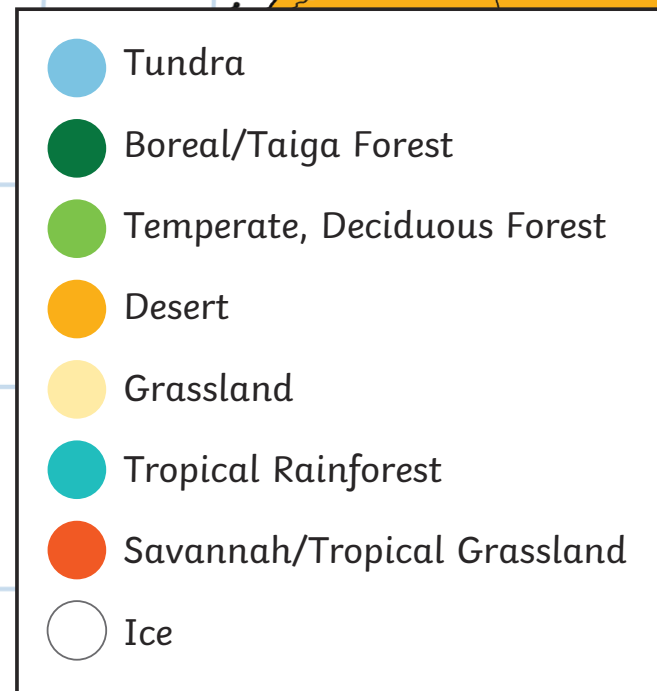 Tundra
Boreal/Taiga Forest
Temperate, Deciduous Forest
Desert
Grassland
Tropical Rainforest
Savannah/Tropical Grassland
Ice